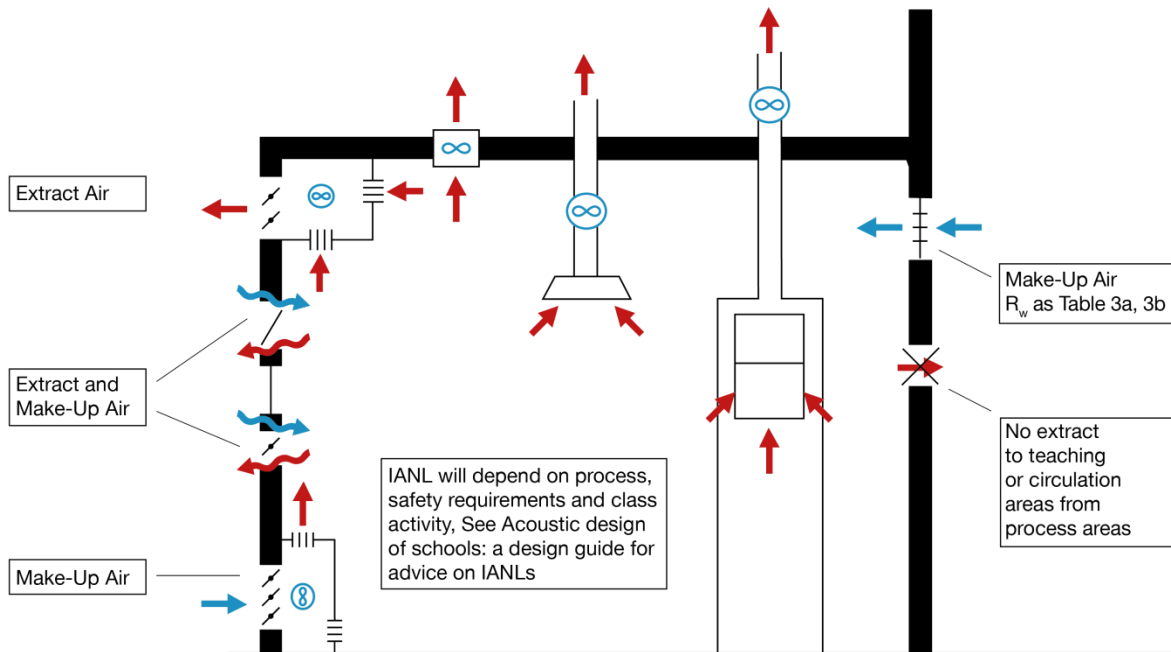 Extract Air
Extract and
Make-Up Air
Make-Up Air
IANL will depend on process,
safety requirements and class
activity, See Acoustic design
of schools: a design guide for
advice on IANLs
Make-Up Air
R_w as Table 3a, 3b
No extract
to teaching
or circulation
areas from
process areas